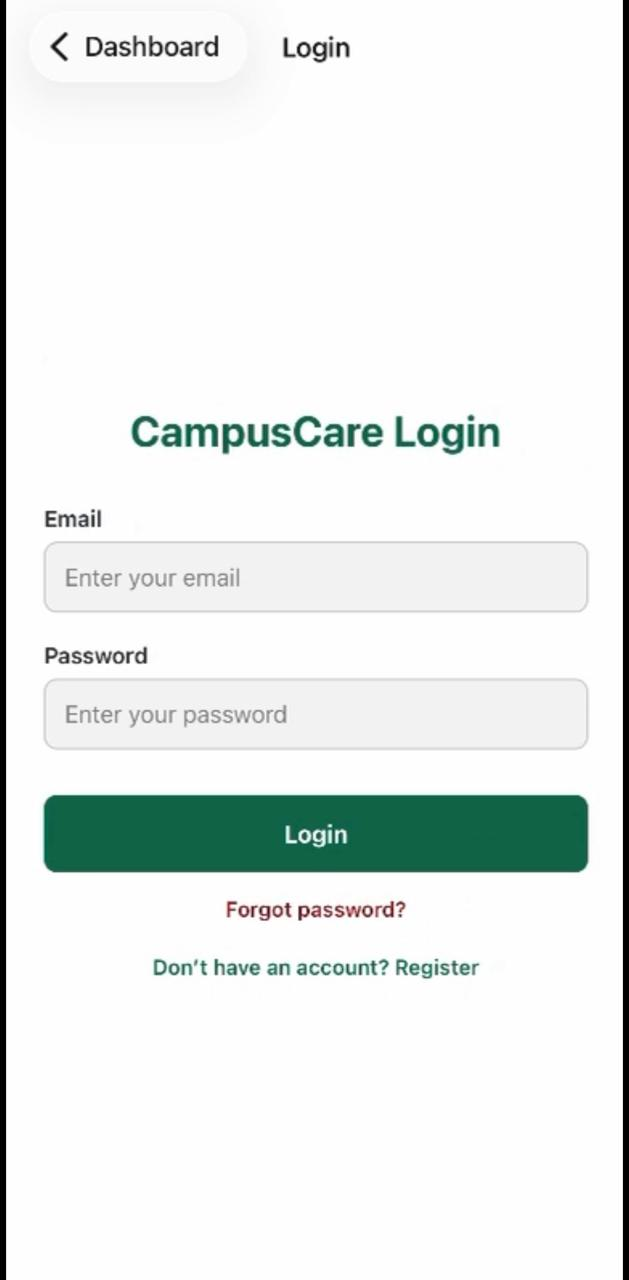 Dashboard Login
CampusCare Login
Email
Enter your email
Password
Enter your password
Login
Forgot password?
Don’t have an account? Register